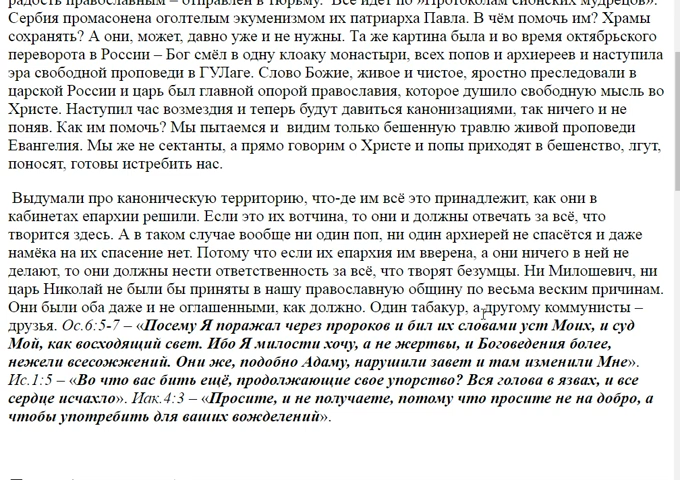 радость православным – отправлен в тюрьму. Всё идёт по »Протоколам сионских мудрецов».
Сербия промасонена оголтелым экуменизмом их патриарха Павла. В чём помочь им? Храмы
сохранять? А они, может, давно уже и не нужны. Та же картина была и во время октябрьского
переворота в России – Бог смёл в одну клоаку монастыри, всех попов и архиереев и наступила
эра свободной проповеди в ГУЛаге. Слово Божие, живое и чистое, яростно преследовали в
царской России и царь был главной опорой православия, которое душило свободную мысль во
Христе. Наступил час возмездия и теперь будут давиться канонизациями, так ничего и не
поняв. Как им помочь? Мы пытаемся и видим только бешенную травлю живой проповеди
Евангелия. Мы же не сектанты, а прямо говорим о Христе и попы приходят в бешенство, лгут,
поносят, готовы истребить нас.
Выдумали про каноническую территорию, что-де им всё это принадлежит, как они в
кабинетах епархии решили. Если это их вотчина, то они и должны отвечать за всё, что
творится здесь. А в таком случае вообще ни один поп, ни один архиерей не спасётся и даже
намёка на их спасение нет. Потому что если их епархия им вверена, а они ничего в ней не
делают, то они должны нести ответственность за всё, что творят безумцы. Ни Милошевич, ни
царь Николай не были бы приняты в нашу православную общину по весьма веским причинам.
Они были оба даже и не оглашенными, как должно. Один табакур, а другому коммунисты –
друзья. Ос.6:5-7 – «Посему Я поражал через пророков и бил их словами уст Моих, и суд
Мой, как восходящий свет. Ибо Я милости хочу, а не жертвы, и Боговедения более,
нежели всесожжений. Они же, подобно Адаму, нарушили завет и там изменили Мне».
Ис.1:5 – «Во что вас бить ещё, продолжающие свое упорство? Вся голова в язвах, и все
сердце исчахло». Иак.4:3 – «Просите, и не получаете, потому что просите не на добро, а
чтобы употребить для ваших вожделений».